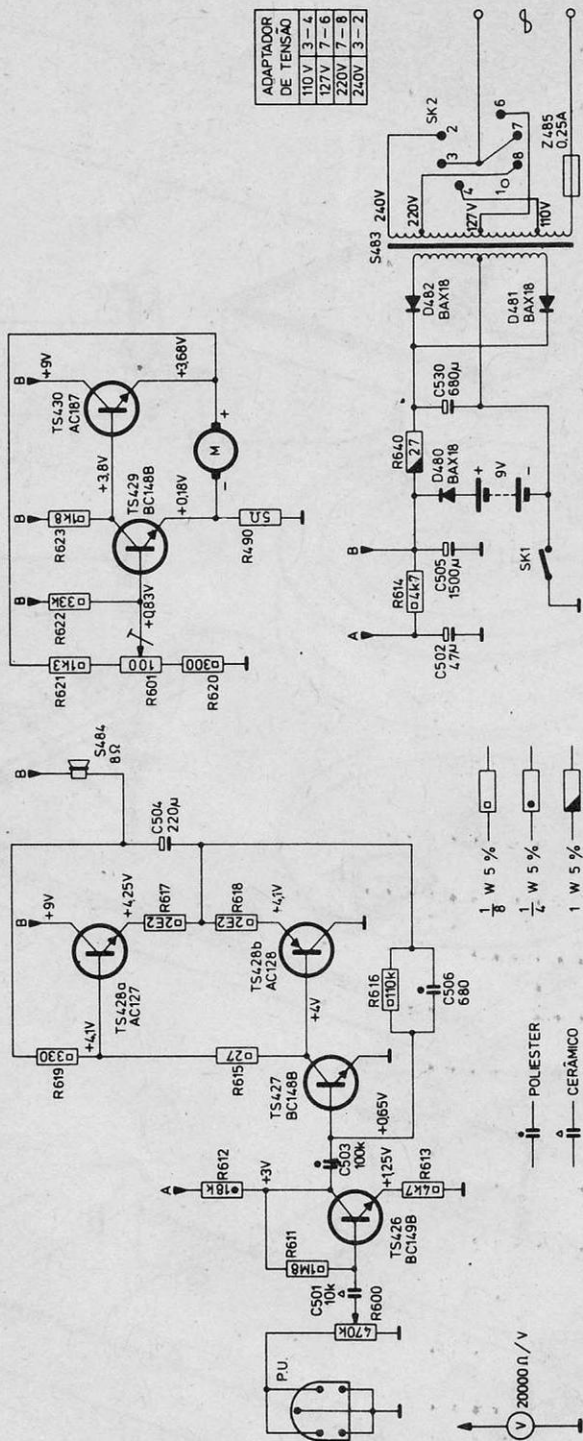 P.U.
R600
470K
C501
10k
R611
1M8
A
R612
18k
+3V
TS426
BC149B
+1,25V
R613
4k7
C503
100k
+0,65V
TS427
BC148B
R615
27
+4V
R619
330
+4,1V
TS428a
AC127
B
+9V
+4,25V
R617
2E2
R618
2E2
+4,1V
TS428b
AC128
R616
110k
C506
680
C504
220µ
B
S484
8Ω
V 20000Ω/V
POLIESTER
CERÂMICO
1/8 W 5 %
1/4 W 5 %
1 W 5 %
R621
1k3
R601
100
R620
300
B
R622
33k
+0,83V
B
R623
1k8
+3,8V
TS429
BC148B
+0,18V
R490
5Ω
TS430
AC187
B
+9V
+3,68V
M
+
-
A
B
C502
47µ
R614
4k7
C505
1500µ
D480
BAX18
+
9V
-
SK1
R640
27
C530
680µ
D482
BAX18
D481
BAX18
S483
240V
220V
127V
110V
SK2
1
2
3
4
6
7
8
Z485
0,25A
ADAPTADOR
DE TENSÃO
110 V 3-4
127V 7-6
220V 7-8
240V 3-2